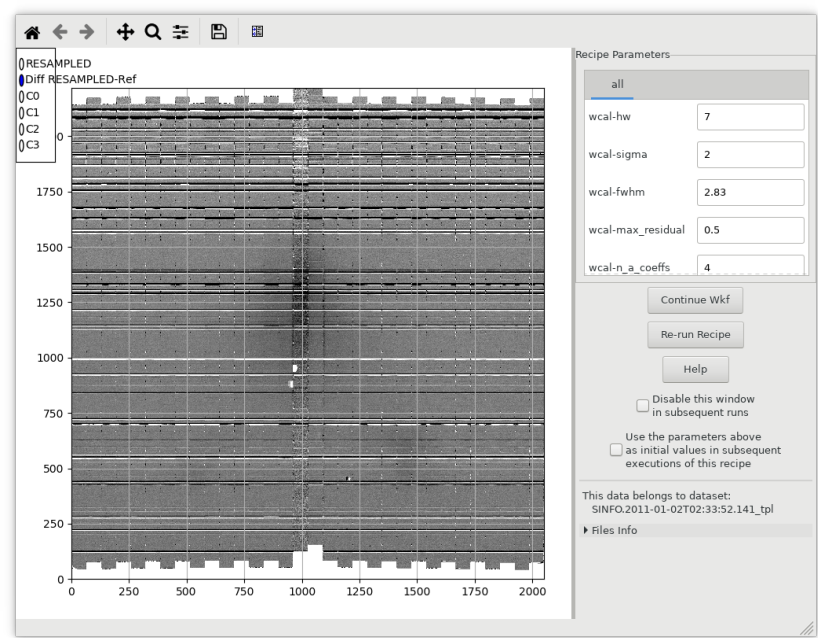 Recipe Parameters
RESAMPLED
Diff RESAMPLED-Ref
C0
C1
C2
C3
all
wcal-hw 7
wcal-sigma 2
wcal-fwhm 2.83
wcal-max_residual 0.5
wcal-n_a_coeffs 4
0
1750
1500
1250
1000
750
500
250
0
0 250 500 750 1000 1250 1500 1750 2000
Continue Wkf
Re-run Recipe
Help
Disable this window
in subsequent runs
Use the parameters above
as initial values in subsequent
executions of this recipe
This data belongs to dataset:
SINFO.2011-01-02T02:33:52.141_tpl
Files Info